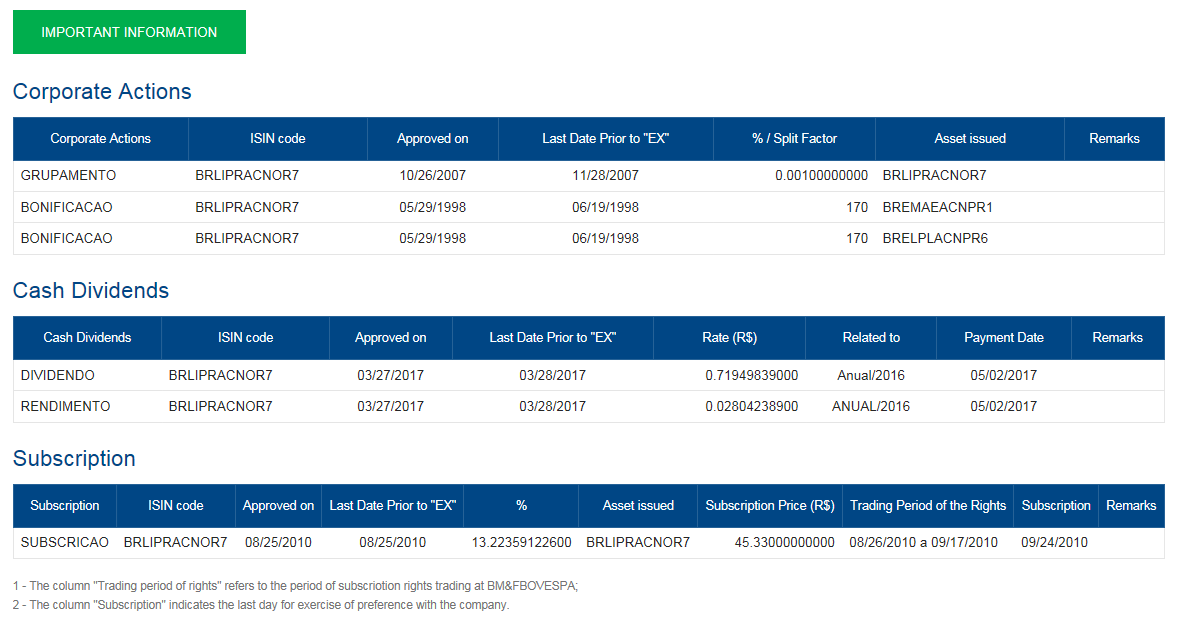 IMPORTANT INFORMATION
Corporate Actions
Corporate Actions ISIN code Approved on Last Date Prior to "EX" % / Split Factor Asset issued Remarks
GRUPAMENTO BRLIPRACNOR7 10/26/2007 11/28/2007 0.00100000000 BRLIPRACNOR7
BONIFICACAO BRLIPRACNOR7 05/29/1998 06/19/1998 170 BREMAEACNPR1
BONIFICACAO BRLIPRACNOR7 05/29/1998 06/19/1998 170 BRELPLACNPR6
Cash Dividends
Cash Dividends ISIN code Approved on Last Date Prior to "EX" Rate (R$) Related to Payment Date Remarks
DIVIDENDO BRLIPRACNOR7 03/27/2017 03/28/2017 0.71949839000 Anual/2016 05/02/2017
RENDIMENTO BRLIPRACNOR7 03/27/2017 03/28/2017 0.02804238900 ANUAL/2016 05/02/2017
Subscription
Subscription ISIN code Approved on Last Date Prior to "EX" % Asset issued Subscription Price (R$) Trading Period of the Rights Subscription Remarks
SUBSCRICAO BRLIPRACNOR7 08/25/2010 08/25/2010 13.22359122600 BRLIPRACNOR7 45.33000000000 08/26/2010 a 09/17/2010 09/24/2010
1 - The column "Trading period of rights" refers to the period of subscriotion rights trading at BM&FBOVESPA;
2 - The column "Subscription" indicates the last day for exercise of preference with the company.